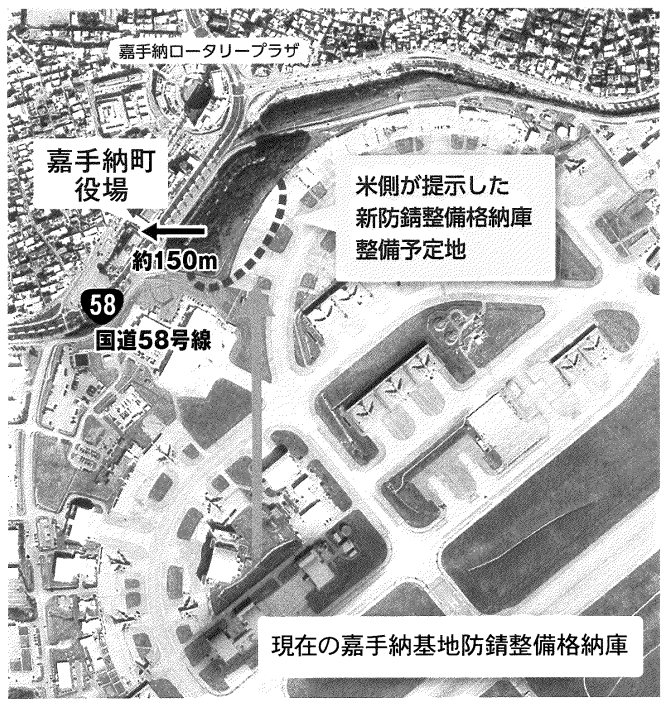 嘉手納ロータリープラザ
嘉手納町
役場
米側が提示した
新防錆整備格納庫
整備予定地
約150m
58
国道58号線
現在の嘉手納基地防錆整備格納庫